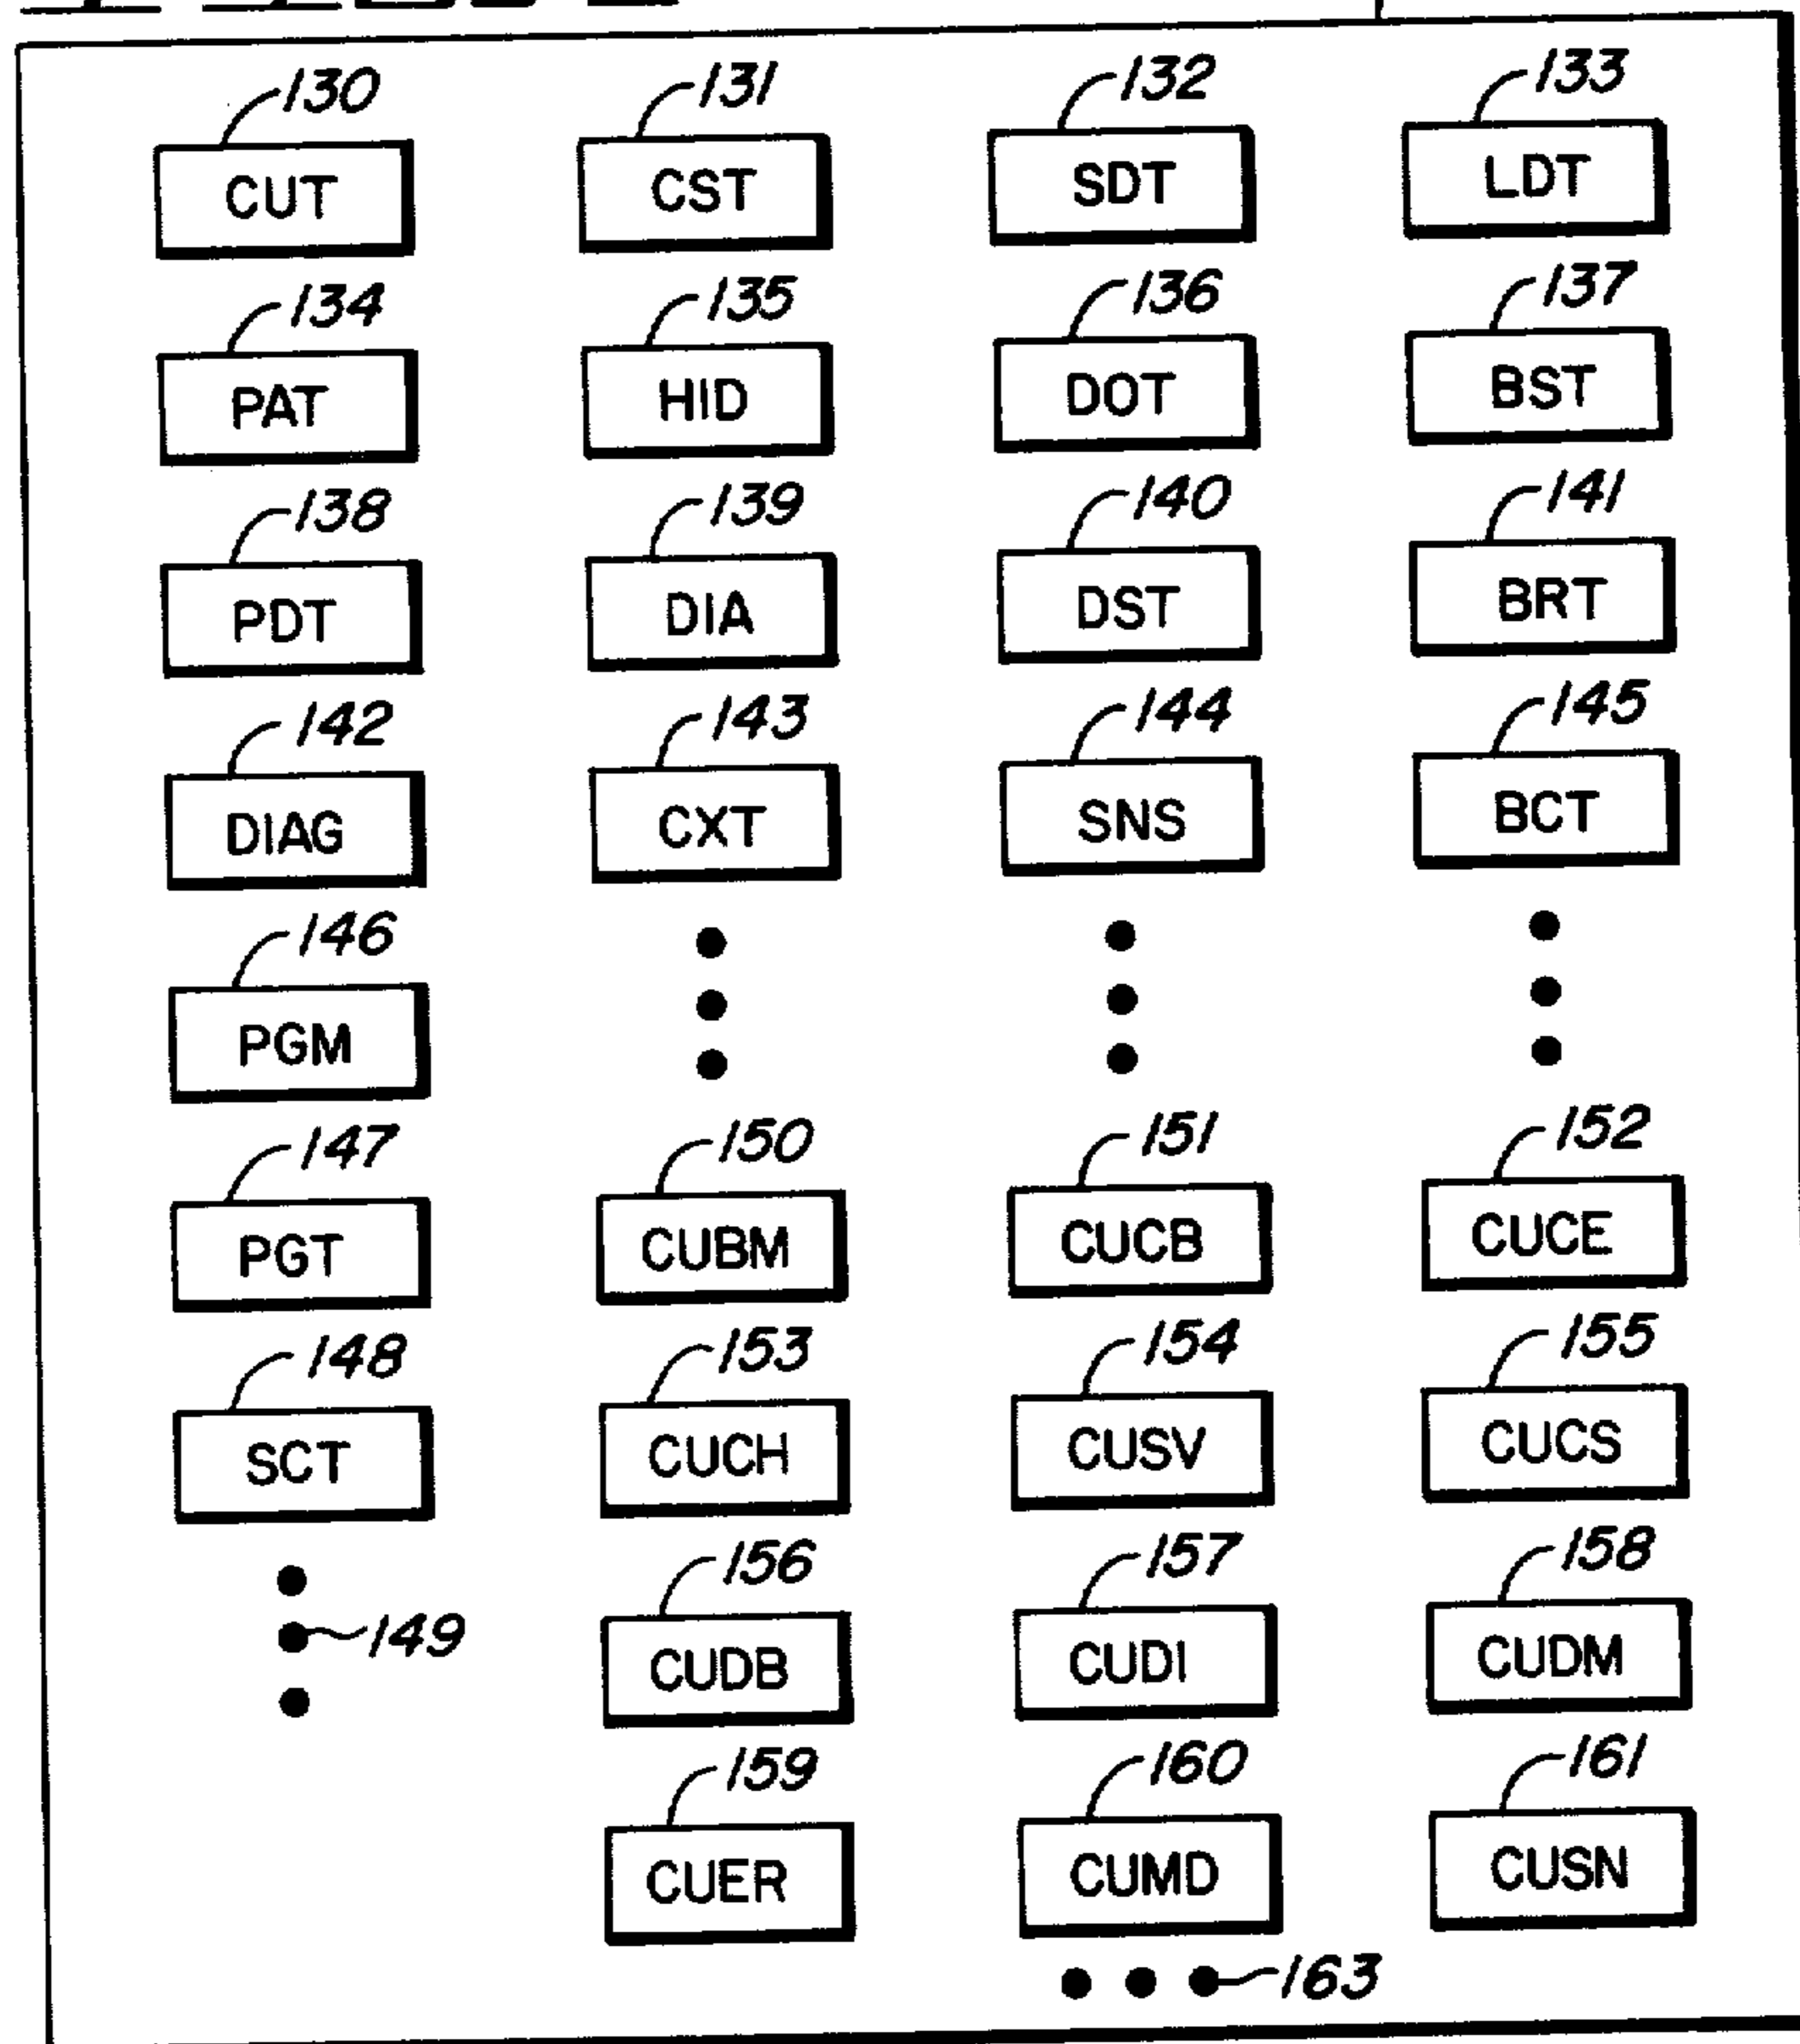 130 131 132 133
CUT CST SDT LDT
134 135 136 137
PAT HID DOT BST
138 139 140 141
PDT DIA DST BRT
142 143 144 145
DIAG CXT SNS BCT
146
PGM
147 150 151 152
PGT CUBM CUCB CUCE
148 153 154 155
SCT CUCH CUSV CUCS
156 157 158
149
CUDB CUDI CUDM
159 160 161
CUER CUMD CUSN
163